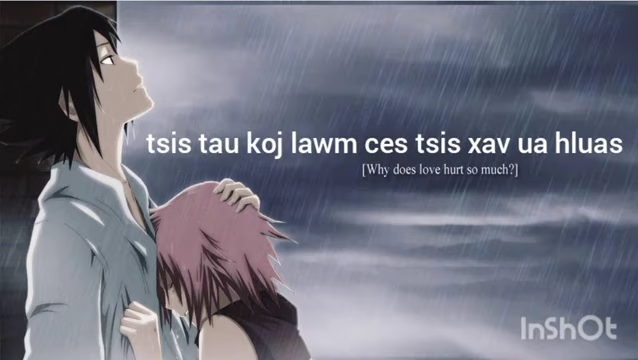 tsis tau koj lawm ces tsis xav ua hluas
[Why does love hurt so much?]
InShOt